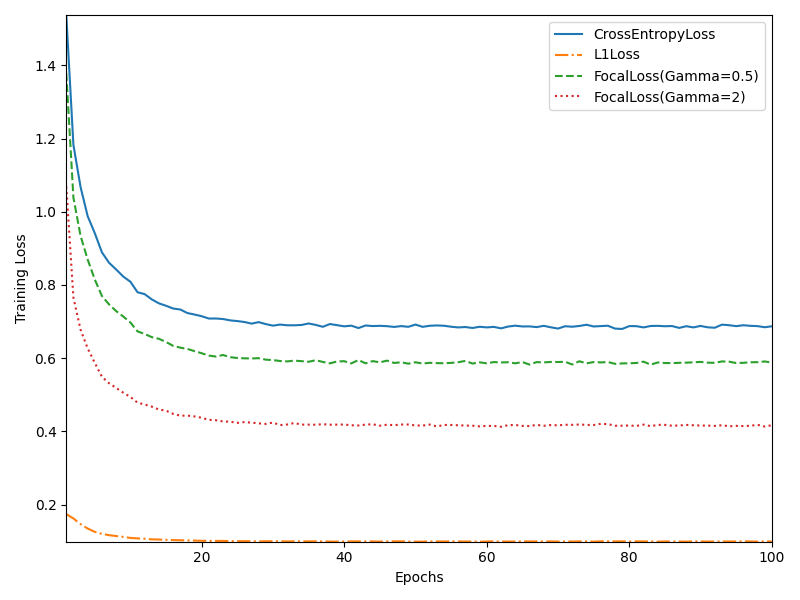 CrossEntropyLoss
L1Loss
FocalLoss(Gamma=0.5)
FocalLoss(Gamma=2)
Training Loss
1.4
1.2
1.0
0.8
0.6
0.4
0.2
20 40 60 80 100
Epochs